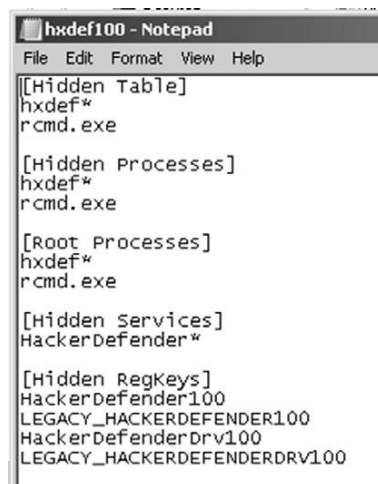 hxdef100 - Notepad
File Edit Format View Help
[Hidden Table]
hxdef*
rcmd.exe
[Hidden Processes]
hxdef*
rcmd.exe
[Root Processes]
hxdef*
rcmd.exe
[Hidden Services]
HackerDefender*
[Hidden RegKeys]
HackerDefender100
LEGACY_HACKERDEFENDER100
HackerDefenderDrv100
LEGACY_HACKERDEFENDERDRV100